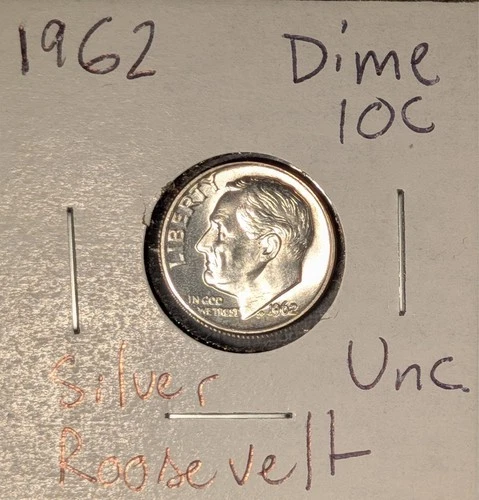 1962
Dime
10C
LIBERTY
IN GOD
WE TRUST
1962
Unc.
Silver
Roosevelt